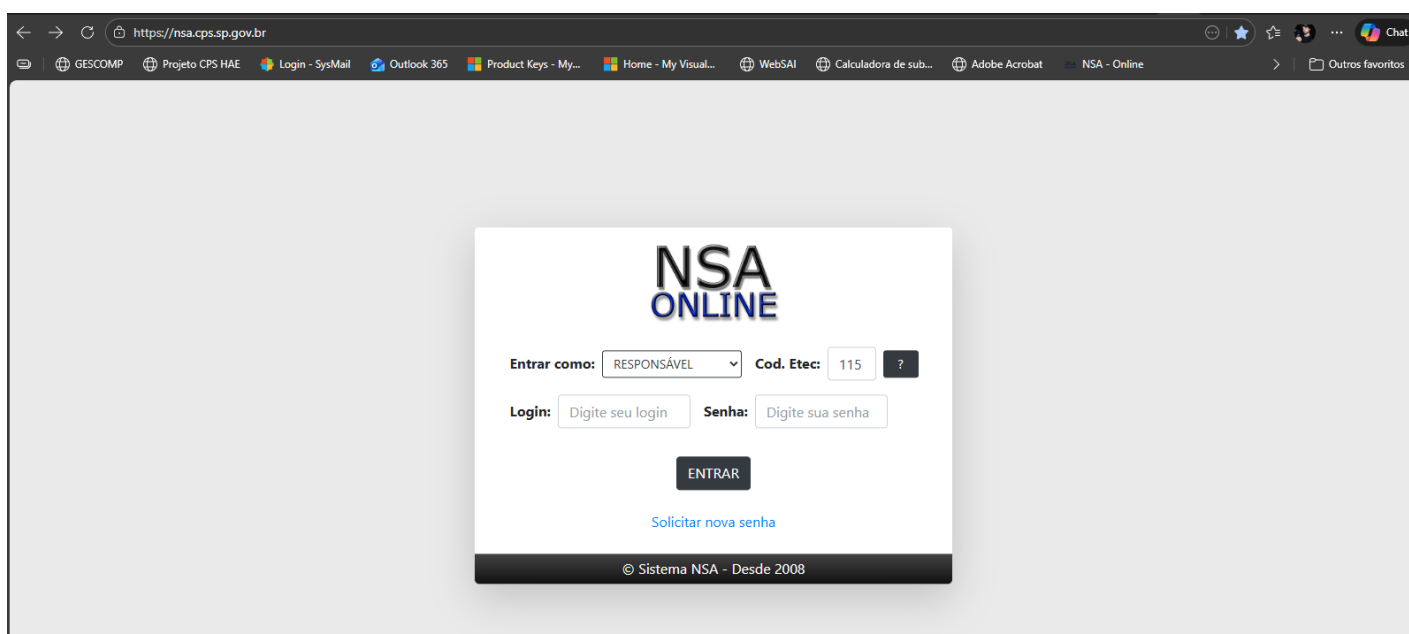 https://nsa.cps.sp.gov.br
Chat
GESCOMP Projeto CPS HAE Login - SysMail Outlook 365 Product Keys - My... Home - My Visual... WebSAI Calculadora de sub... Adobe Acrobat NSA - Online Outros favoritos
NSA
ONLINE
Entrar como: RESPONSÁVEL Cod. Etec: 115 ?
Login: Digite seu login Senha: Digite sua senha
ENTRAR
Solicitar nova senha
© Sistema NSA - Desde 2008